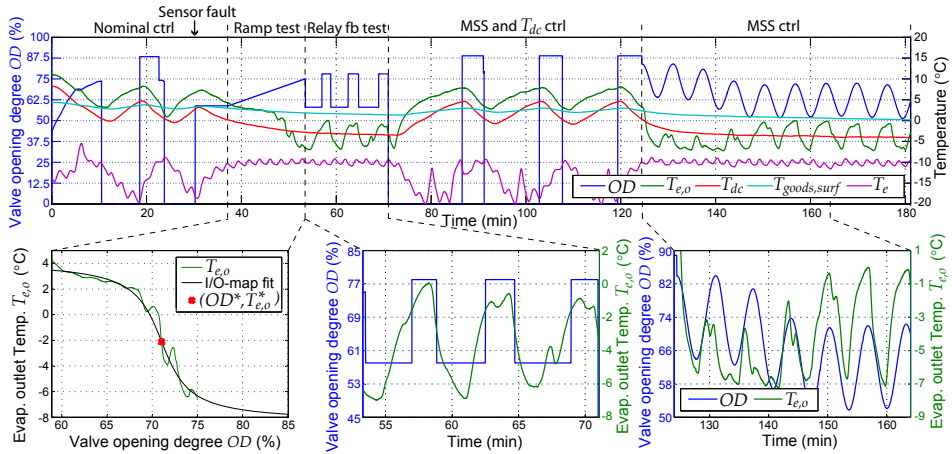 Sensor fault
Nominal ctrl
Ramp test
Relay fb test
MSS and T_dc ctrl
MSS ctrl
Valve opening degree OD (%)
100
87.5
75
62.5
50
37.5
25
12.5
0
20
15
10
5
0
−5
−10
−15
−20
Temperature (°C)
0 20 40 60 80 100 120 140 160 180
Time (min)
OD T_e,o T_dc T_goods,surf T_e
Evap. outlet Temp. T_e,o (°C)
4
2
0
−2
−4
−6
−8
T_e,o
I/O-map fit
(OD*,T*_e,o)
60 65 70 75 80 85
Valve opening degree OD (%)
Valve opening degree OD (%)
85
77
69
61
53
45
2
0
−2
−4
−6
−8
Evap. outlet Temp. T_e,o (°C)
55 60 65 70
Time (min)
Valve opening degree OD (%)
90
82
74
66
58
50
1
−1
−3
−5
−7
−9
Evap. outlet Temp. T_e,o (°C)
OD T_e,o
130 140 150 160
Time (min)